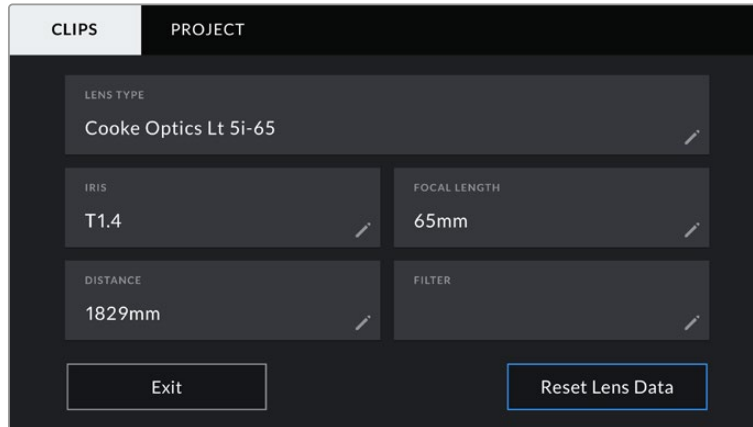 CLIPS PROJECT
LENS TYPE
Cooke Optics Lt 5i-65
IRIS FOCAL LENGTH
T1.4 65mm
DISTANCE FILTER
1829mm
Exit Reset Lens Data